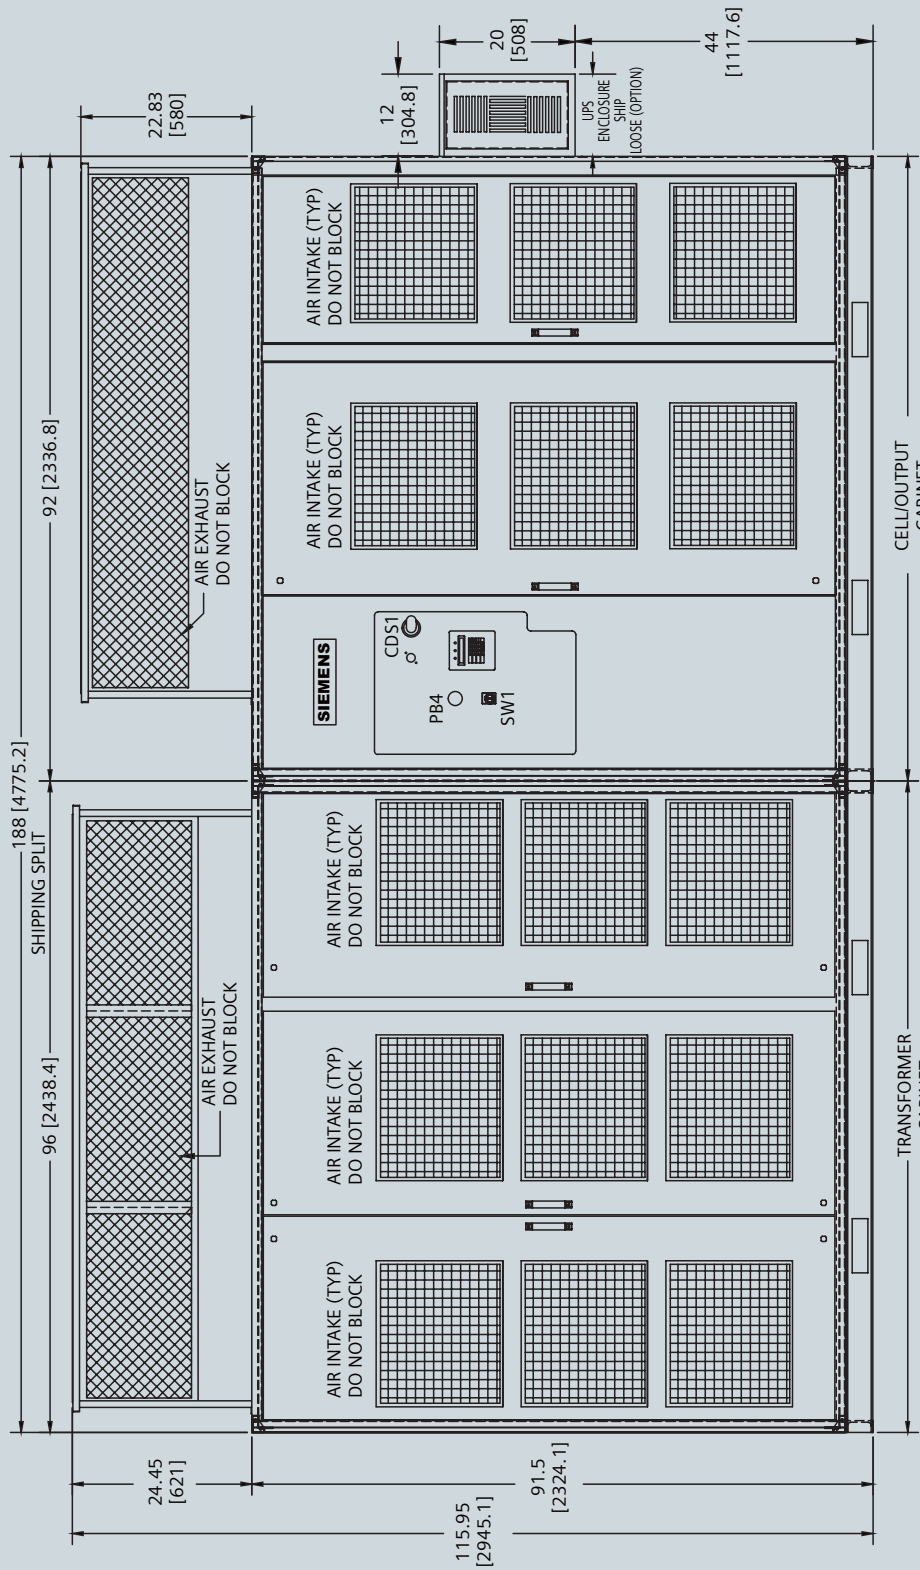 188 [4775.2]
SHIPPING SPLIT
96 [2438.4]
92 [2336.8]
24.45
[621]
115.95
[2945.1]
91.5
[2324.1]
22.83
[580]
12
[304.8]
20
[508]
44
[1117.6]
AIR EXHAUST
DO NOT BLOCK
AIR EXHAUST
DO NOT BLOCK
AIR INTAKE (TYP)
DO NOT BLOCK
AIR INTAKE (TYP)
DO NOT BLOCK
AIR INTAKE (TYP)
DO NOT BLOCK
SIEMENS
CDS1
PB4
SW1
AIR INTAKE (TYP)
DO NOT BLOCK
AIR INTAKE (TYP)
DO NOT BLOCK
UPS
ENCLOSURE
SHIP
LOOSE (OPTION)
TRANSFORMER
CELL/OUTPUT